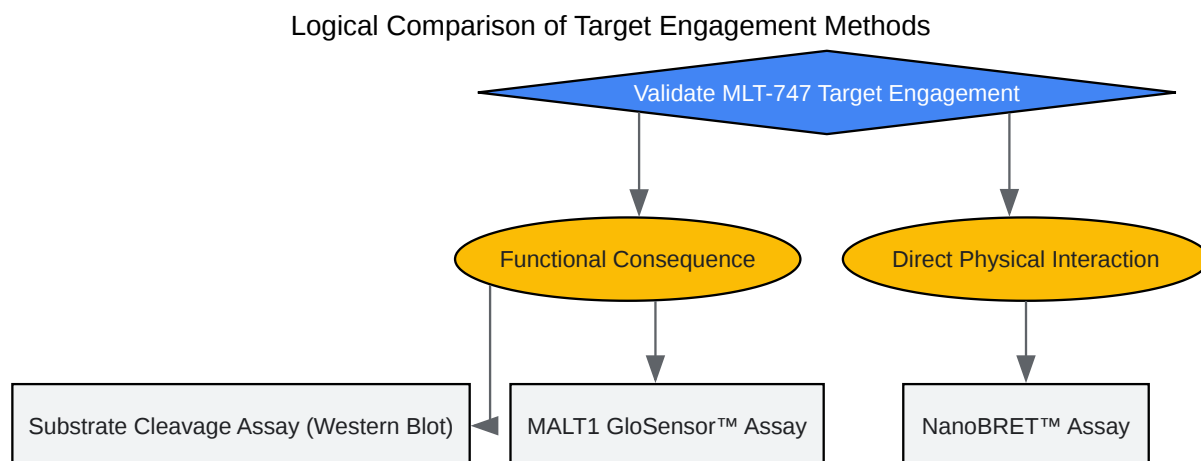 Logical Comparison of Target Engagement Methods
Validate MLT-747 Target Engagement
Functional Consequence
Direct Physical Interaction
Substrate Cleavage Assay (Western Blot)
MALT1 GloSensor™ Assay
NanoBRET™ Assay